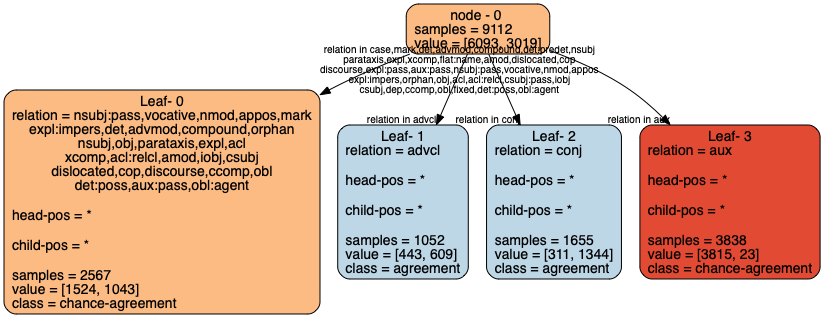 node - 0
samples = 9112
value = [6093, 3019]
relation in case,mark,det,advmod,compound,det:predet,nsubj
parataxis,expl,xcomp,flat:name,amod,dislocated,cop
discourse,expl:pass,aux:pass,nsubj:pass,vocative,nmod,appos
expl:impers,orphan,obj,acl,acl:relcl,csubj:pass,iobj
csubj,dep,ccomp,obl,fixed,det:poss,obl:agent
relation in advcl
relation in conj
relation in aux
Leaf- 0
relation = nsubj:pass,vocative,nmod,appos,mark
expl:impers,det,advmod,compound,orphan
nsubj,obj,parataxis,expl,acl
xcomp,acl:relcl,amod,iobj,csubj
dislocated,cop,discourse,ccomp,obl
det:poss,aux:pass,obl:agent
head-pos = *
child-pos = *
samples = 2567
value = [1524, 1043]
class = chance-agreement
Leaf- 1
relation = advcl
head-pos = *
child-pos = *
samples = 1052
value = [443, 609]
class = agreement
Leaf- 2
relation = conj
head-pos = *
child-pos = *
samples = 1655
value = [311, 1344]
class = agreement
Leaf- 3
relation = aux
head-pos = *
child-pos = *
samples = 3838
value = [3815, 23]
class = chance-agreement